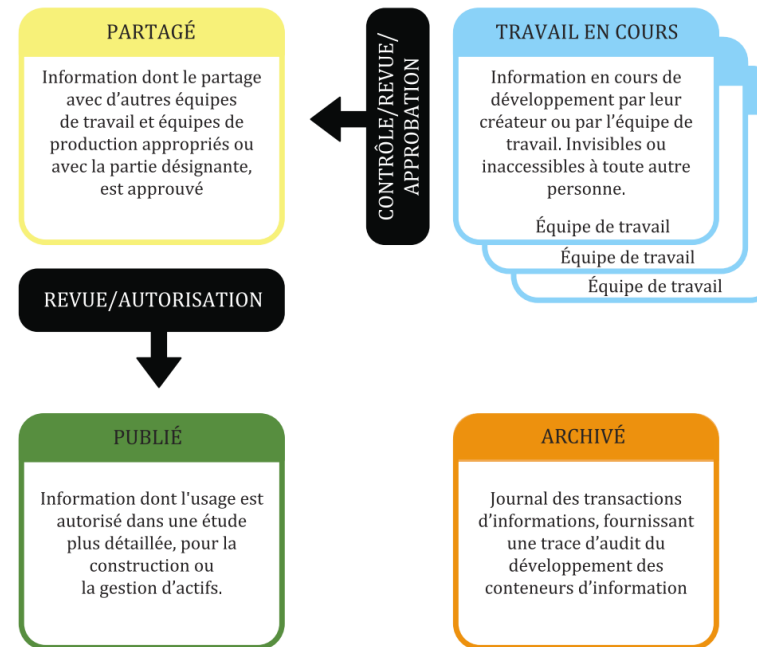 PARTAGÉ
Information dont le partage
avec d’autres équipes
de travail et équipes de
production appropriés ou
avec la partie désignante,
est approuvé
CONTRÔLE/REVUE/
APPROBATION
TRAVAIL EN COURS
Information en cours de
développement par leur
créateur ou par l’équipe de
travail. Invisibles ou
inaccessibles à toute autre
personne.
Équipe de travail
Équipe de travail
Équipe de travail
REVUE/AUTORISATION
PUBLIÉ
Information dont l'usage est
autorisé dans une étude
plus détaillée, pour la
construction ou
la gestion d’actifs.
ARCHIVÉ
Journal des transactions
d’informations, fournissant
une trace d’audit du
développement des
conteneurs d’information